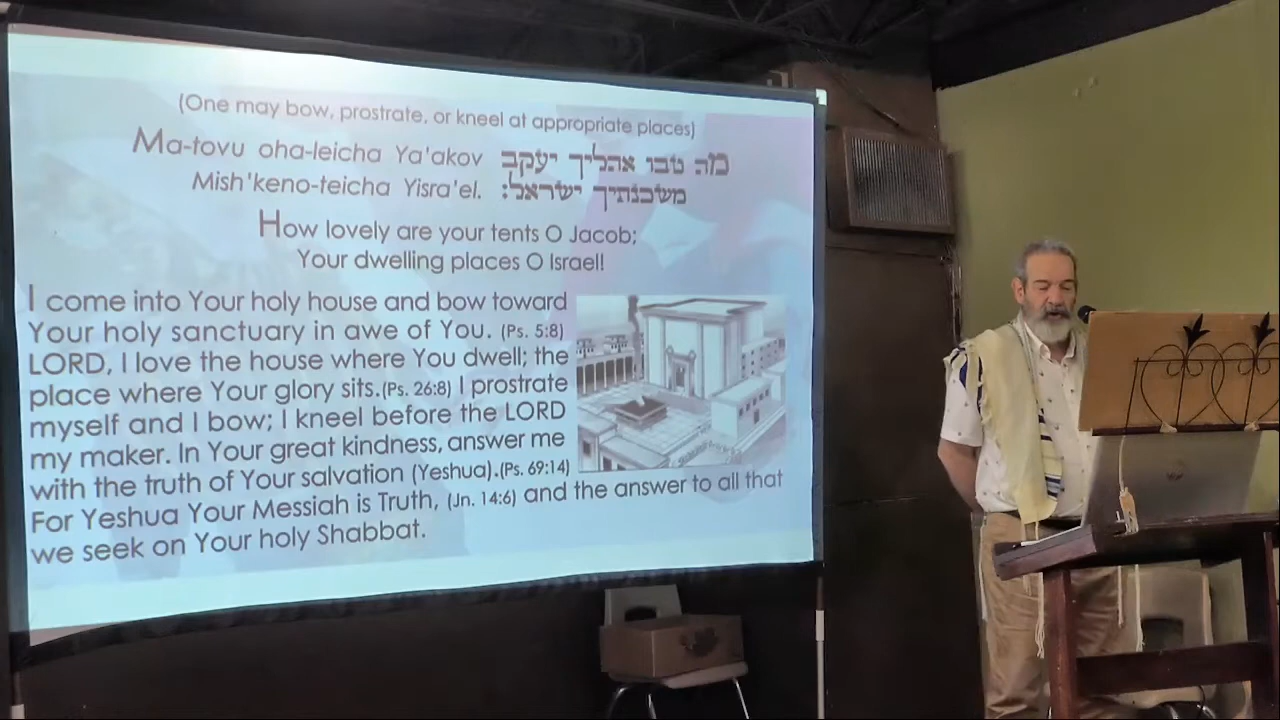 (One may bow, prostrate, or kneel at appropriate places)
Ma-tovu oha-leicha Ya'akov מה טבו אהליך יעקב
Mish'keno-teicha Yisra'el. משכנתיך ישראל:
How lovely are your tents O Jacob;
Your dwelling places O Israel!
I come into Your holy house and bow toward
Your holy sanctuary in awe of You. (Ps. 5:8)
LORD, I love the house where You dwell; the
place where Your glory sits.(Ps. 26:8) I prostrate
myself and I bow; I kneel before the LORD
my maker. In Your great kindness, answer me
with the truth of Your salvation (Yeshua).(Ps. 69:14)
For Yeshua Your Messiah is Truth, (Jn. 14:6) and the answer to all that
we seek on Your holy Shabbat.